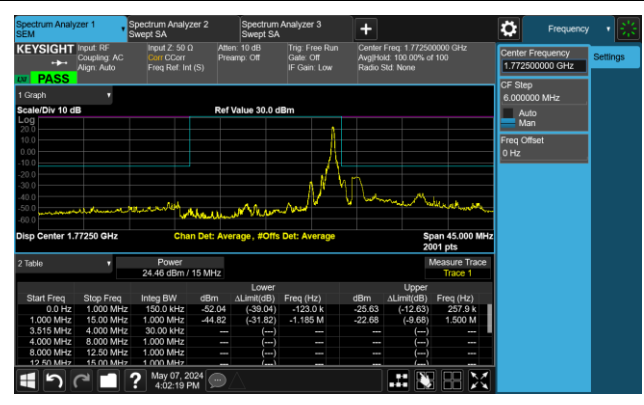 Spectrum Analyzer 1
SEM
Spectrum Analyzer 2
Swept SA
Spectrum Analyzer 3
Swept SA
Frequency
KEYSIGHT
Input: RF
Coupling: AC
Align: Auto
Input Z: 50 Ω
Corr CCorr
Freq Ref: Int (S)
Atten: 10 dB
Preamp: Off
Trig: Free Run
Gate: Off
IF Gain: Low
Center Freq: 1.772500000 GHz
Avg|Hold: 100.00% of 100
Radio Std: None
PASS
Center Frequency
1.772500000 GHz
Settings
CF Step
6.000000 MHz
Auto
Man
Freq Offset
0 Hz
1 Graph
Scale/Div 10 dB
Ref Value 30.0 dBm
Log
20.0
10.0
0.00
-10.0
-20.0
-30.0
-40.0
-50.0
-60.0
Disp Center 1.77250 GHz
Chan Det: Average, #Offs Det: Average
Span 45.000 MHz
2001 pts
2 Table
Power
24.46 dBm / 15 MHz
Measure Trace
Trace 1
Lower Upper
Start Freq Stop Freq Integ BW dBm ΔLimit(dB) Freq (Hz) dBm ΔLimit(dB) Freq (Hz)
0.0 Hz 1.000 MHz 150.0 kHz -52.04 (-39.04) -123.0 k -25.63 (-12.63) 257.9 k
1.000 MHz 15.00 MHz 1.000 MHz -44.82 (-31.82) -1.185 M -22.68 (-9.68) 1.500 M
3.515 MHz 4.000 MHz 30.00 kHz --- (---) --- --- (---) ---
4.000 MHz 8.000 MHz 1.000 MHz --- (---) --- --- (---) ---
8.000 MHz 12.50 MHz 1.000 MHz --- (---) --- --- (---) ---
12.50 MHz 15.00 MHz 1.000 MHz --- (---) --- --- (---) ---
May 07, 2024
4:02:19 PM